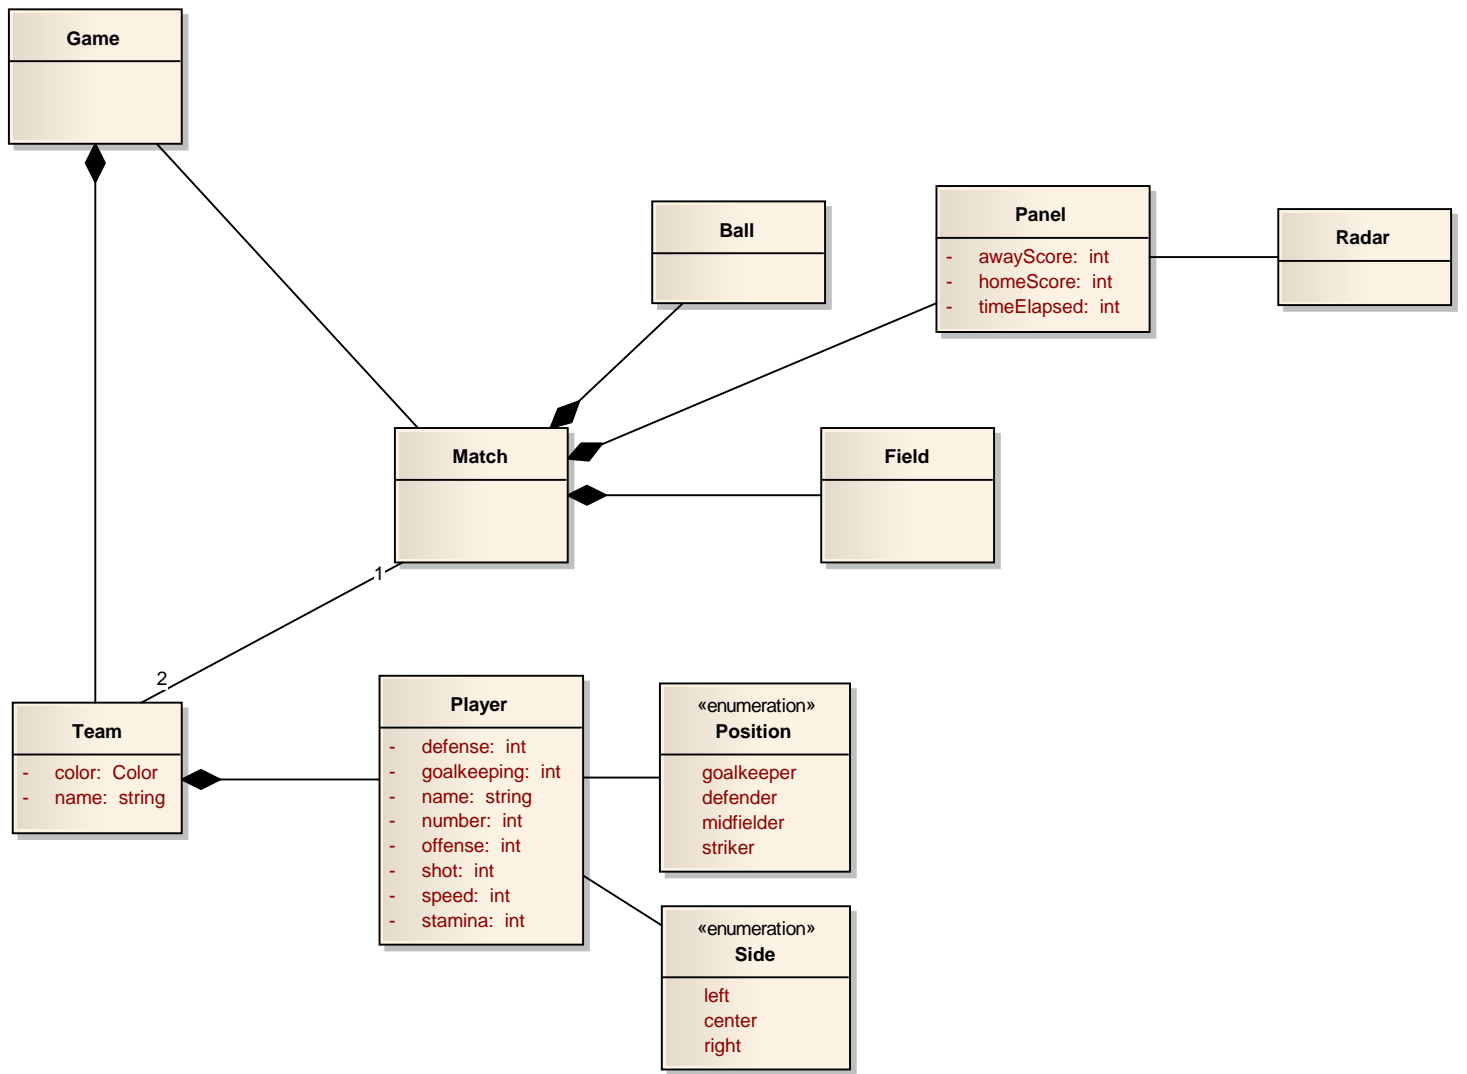 Game
Ball
Panel
- awayScore: int
- homeScore: int
- timeElapsed: int
Radar
Match
Field
1
2
Team
- color: Color
- name: string
Player
- defense: int
- goalkeeping: int
- name: string
- number: int
- offense: int
- shot: int
- speed: int
- stamina: int
«enumeration»
Position
goalkeeper
defender
midfielder
striker
«enumeration»
Side
left
center
right